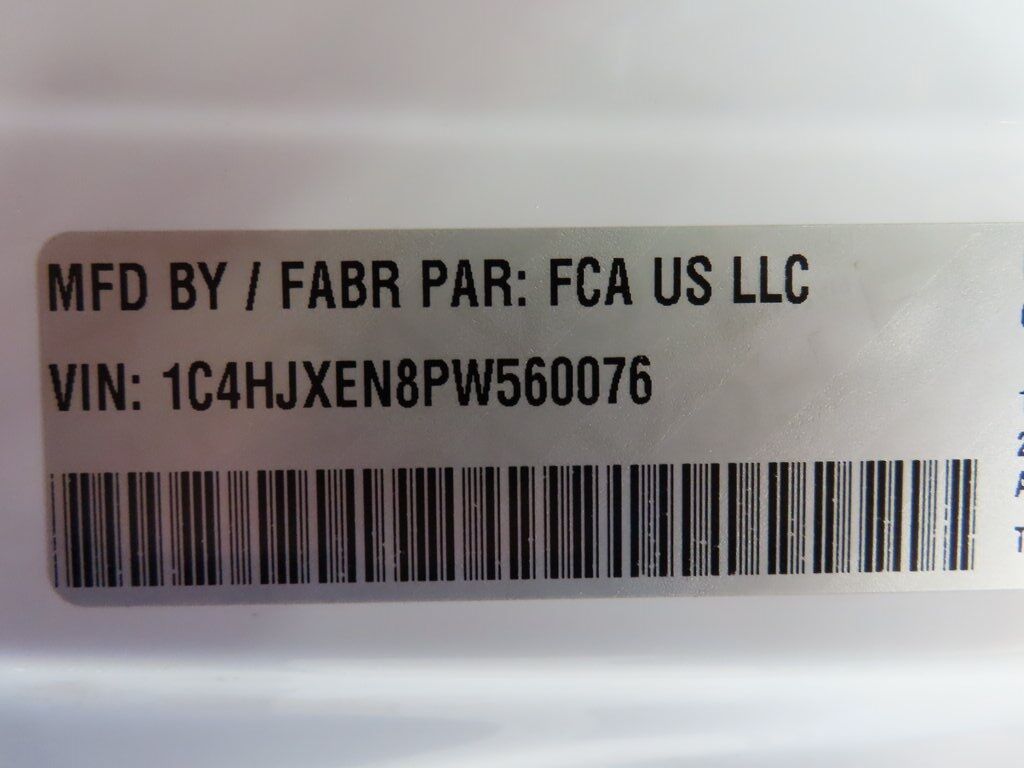 MFD BY / FABR PAR: FCA US LLC
VIN: 1C4HJXEN8PW560076